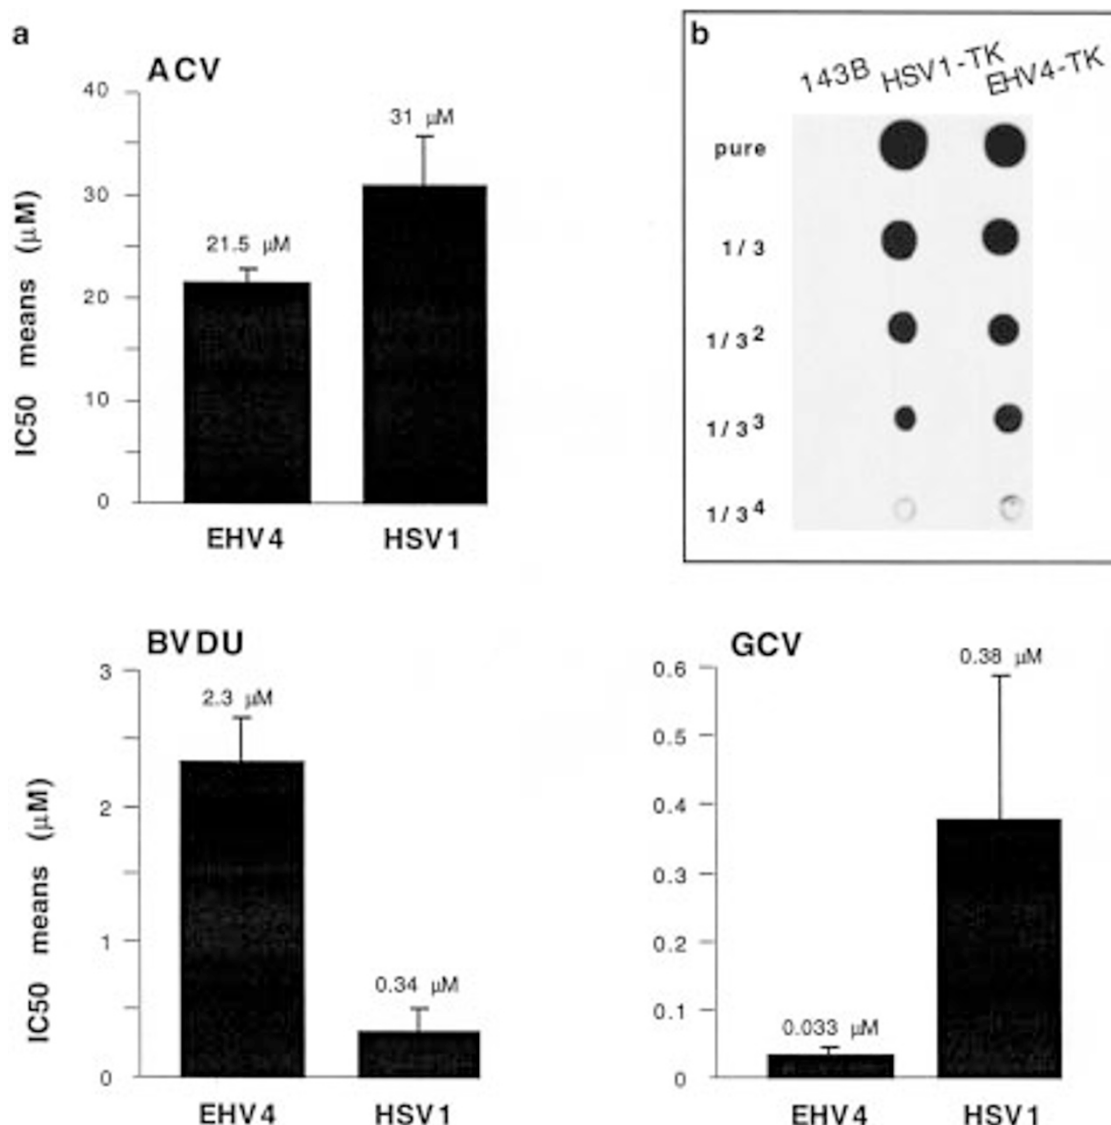 a
ACV
40
30
20
10
0
IC50 means (µM)
21.5 µM
31 µM
EHV4
HSV1
b
143B HSV1-TK EHV4-TK
pure
1/3
1/3²
1/3³
1/3⁴
BVDU
3
2
1
0
IC50 means (µM)
2.3 µM
0.34 µM
EHV4
HSV1
GCV
0.6
0.5
0.4
0.3
0.2
0.1
0
0.033 µM
0.38 µM
EHV4
HSV1